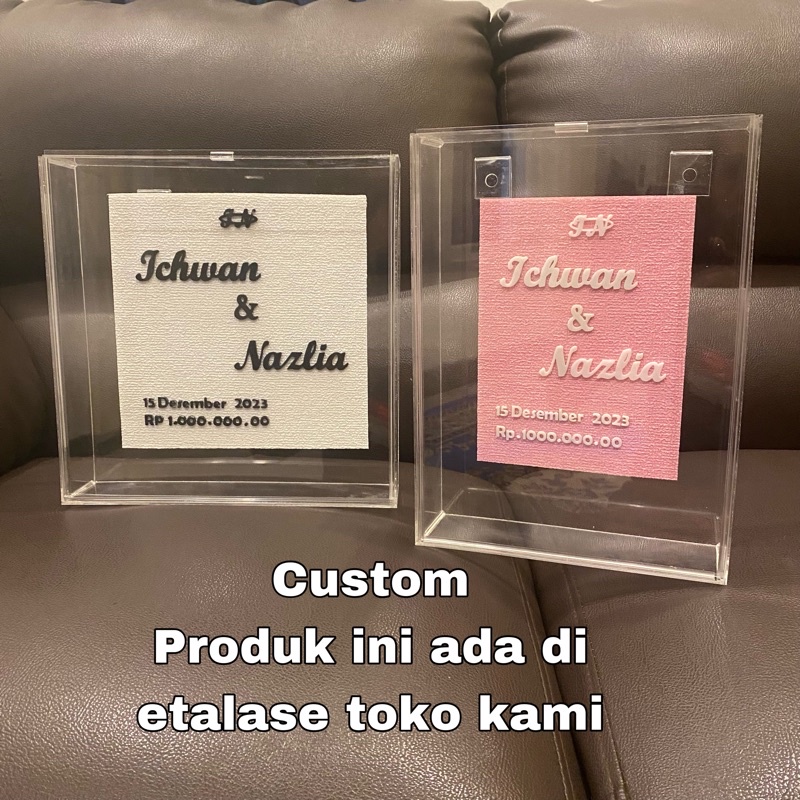 I N
Ichwan
&
Nazlia
15 Desember 2023
RP 1.000.000.00
I N
Ichwan
&
Nazlia
15 Desember 2023
Rp.1000.000.00
Custom
Produk ini ada di
etalase toko kami